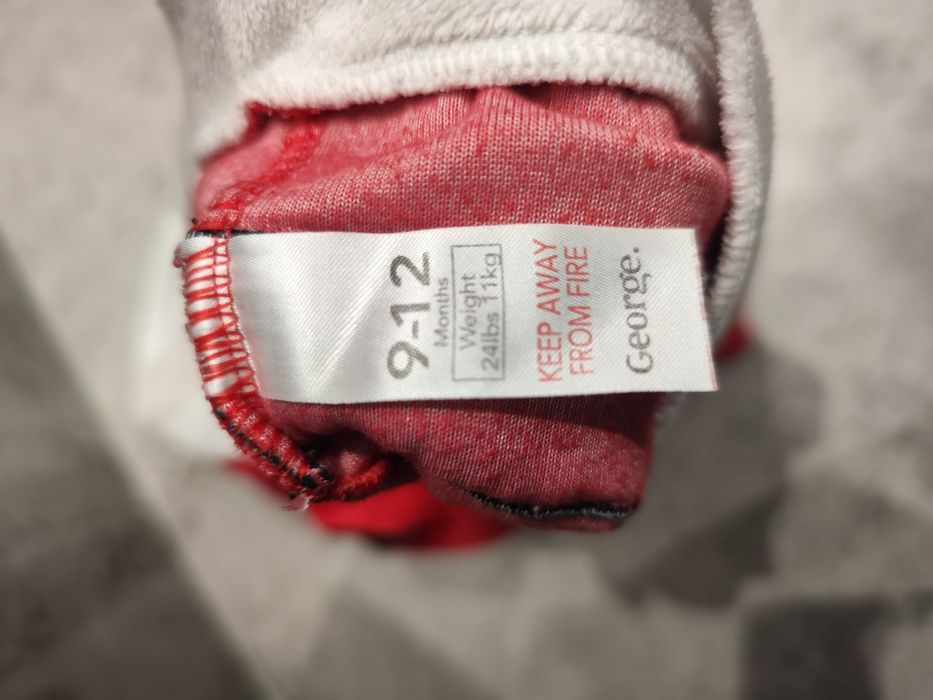 9-12
Months
Weight
24lbs 11kg
KEEP AWAY
FROM FIRE
George.